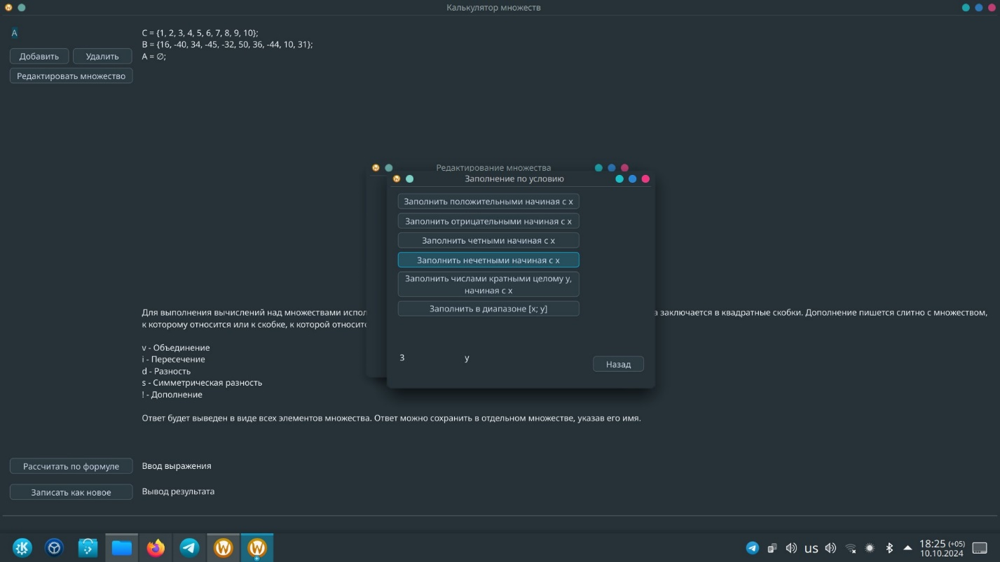 Калькулятор множеств
A
C = {1, 2, 3, 4, 5, 6, 7, 8, 9, 10};
B = {16, -40, 34, -45, -32, 50, 36, -44, 10, 31};
Добавить
Удалить
A = ∅;
Редактировать множество
Редактирование множества
Заполнение по условию
Заполнить положительными начиная с x
Заполнить отрицательными начиная с x
Заполнить четными начиная с x
Заполнить нечетными начиная с x
Заполнить числами кратными целому y,
начиная с x
Заполнить в диапазоне [x; y]
3
y
Назад
Для выполнения вычислений над множествами испол
а заключается в квадратные скобки. Дополнение пишется слитно с множеством,
к которому относится или к скобке, к которой относитс
v - Объединение
i - Пересечение
d - Разность
s - Симметрическая разность
! - Дополнение
Ответ будет выведен в виде всех элементов множества. Ответ можно сохранить в отдельном множестве, указав его имя.
Рассчитать по формуле
Ввод выражения
Записать как новое
Вывод результата
us
18:25 (+05)
10.10.2024